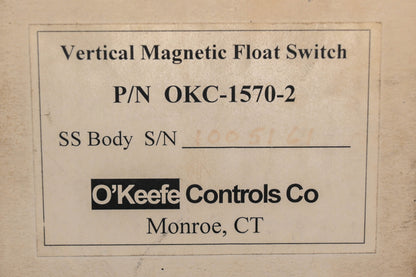 Vertical Magnetic Float Switch
P/N OKC-1570-2
SS Body S/N
O'Keefe Controls Co
Monroe, CT